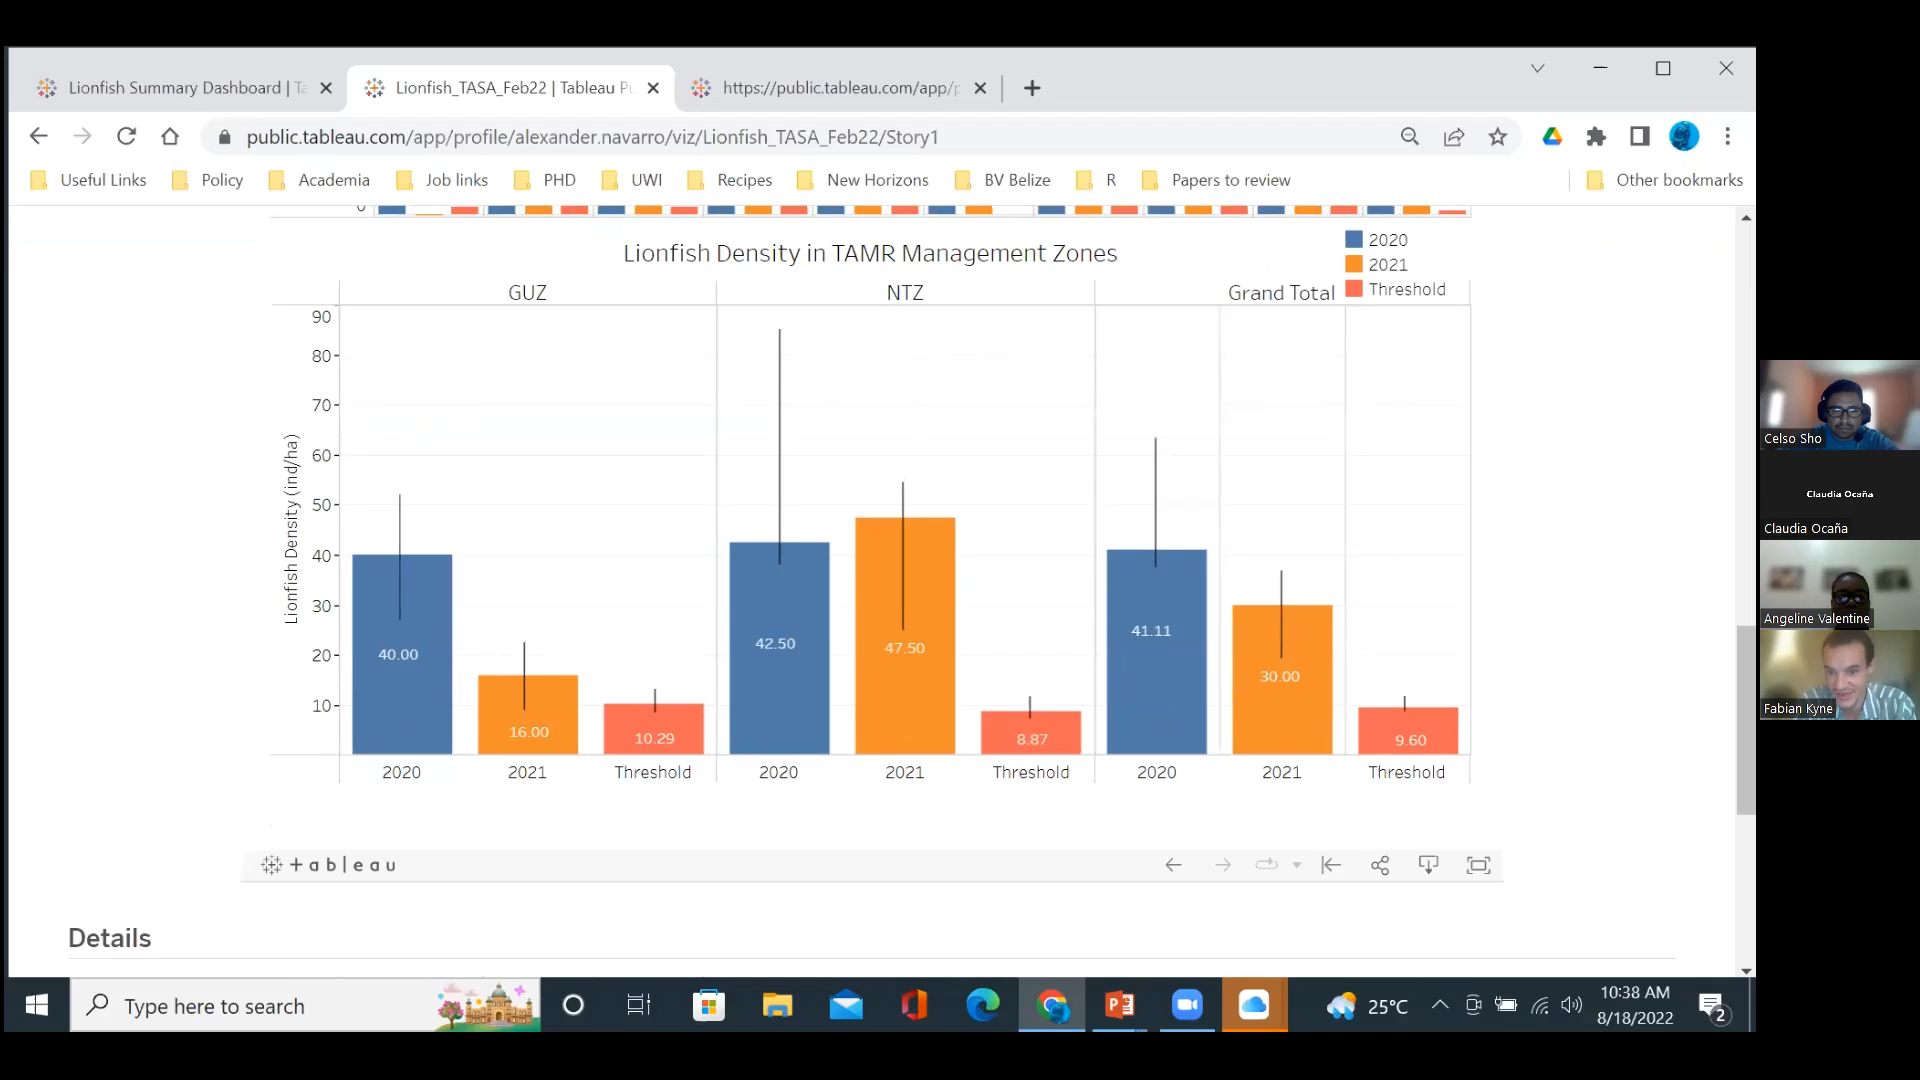 Lionfish Summary Dashboard | Ta
Lionfish_TASA_Feb22 | Tableau Pu
https://public.tableau.com/app/p
public.tableau.com/app/profile/alexander.navarro/viz/Lionfish_TASA_Feb22/Story1
Useful Links Policy Academia Job links PHD UWI Recipes New Horizons BV Belize R Papers to review Other bookmarks
0
Lionfish Density in TAMR Management Zones
2020
2021
Threshold
GUZ NTZ Grand Total
Lionfish Density (ind/ha)
90
80
70
60
50
40
30
20
10
40.00 16.00 10.29 42.50 47.50 8.87 41.11 30.00 9.60
2020 2021 Threshold 2020 2021 Threshold 2020 2021 Threshold
+ableau
Details
Celso Sho
Claudia Ocaña
Claudia Ocaña
Angeline Valentine
Fabian Kyne
Type here to search
25°C
10:38 AM
8/18/2022
2